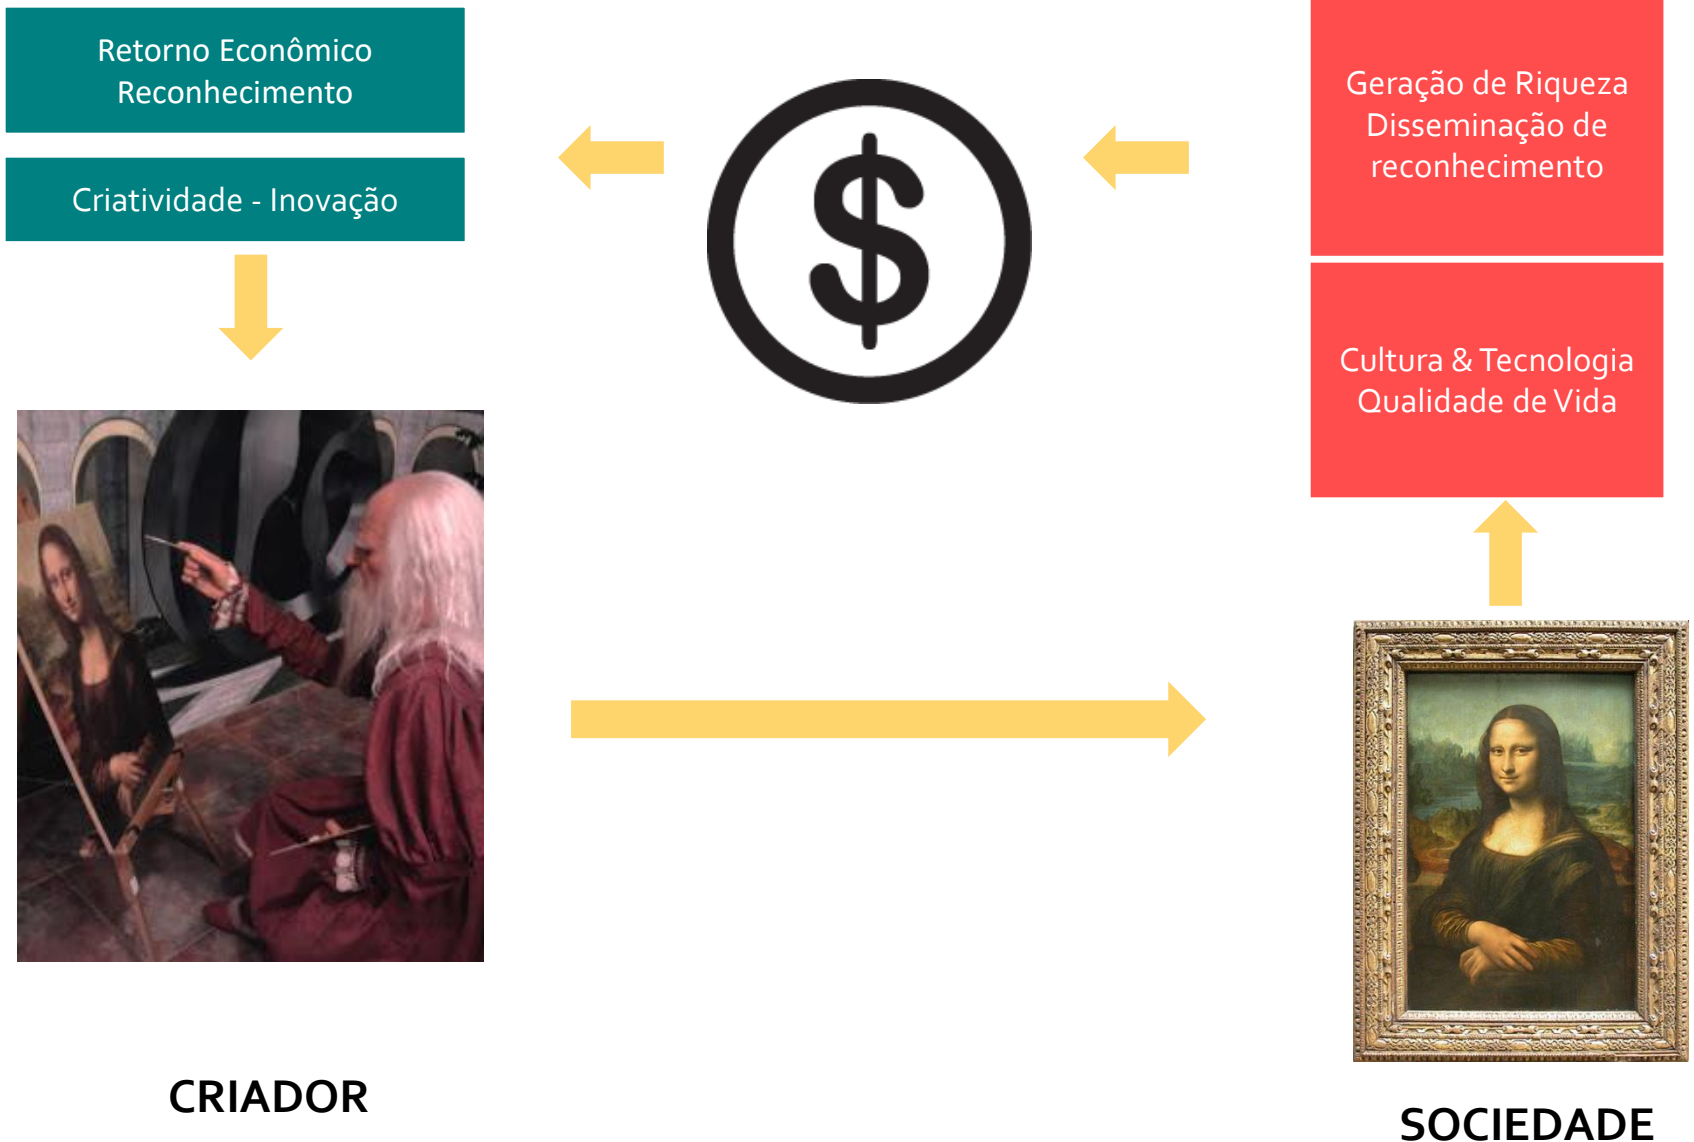 Retorno Econômico
Reconhecimento
Criatividade - Inovação
$
Geração de Riqueza
Disseminação de
reconhecimento
Cultura & Tecnologia
Qualidade de Vida
CRIADOR
SOCIEDADE